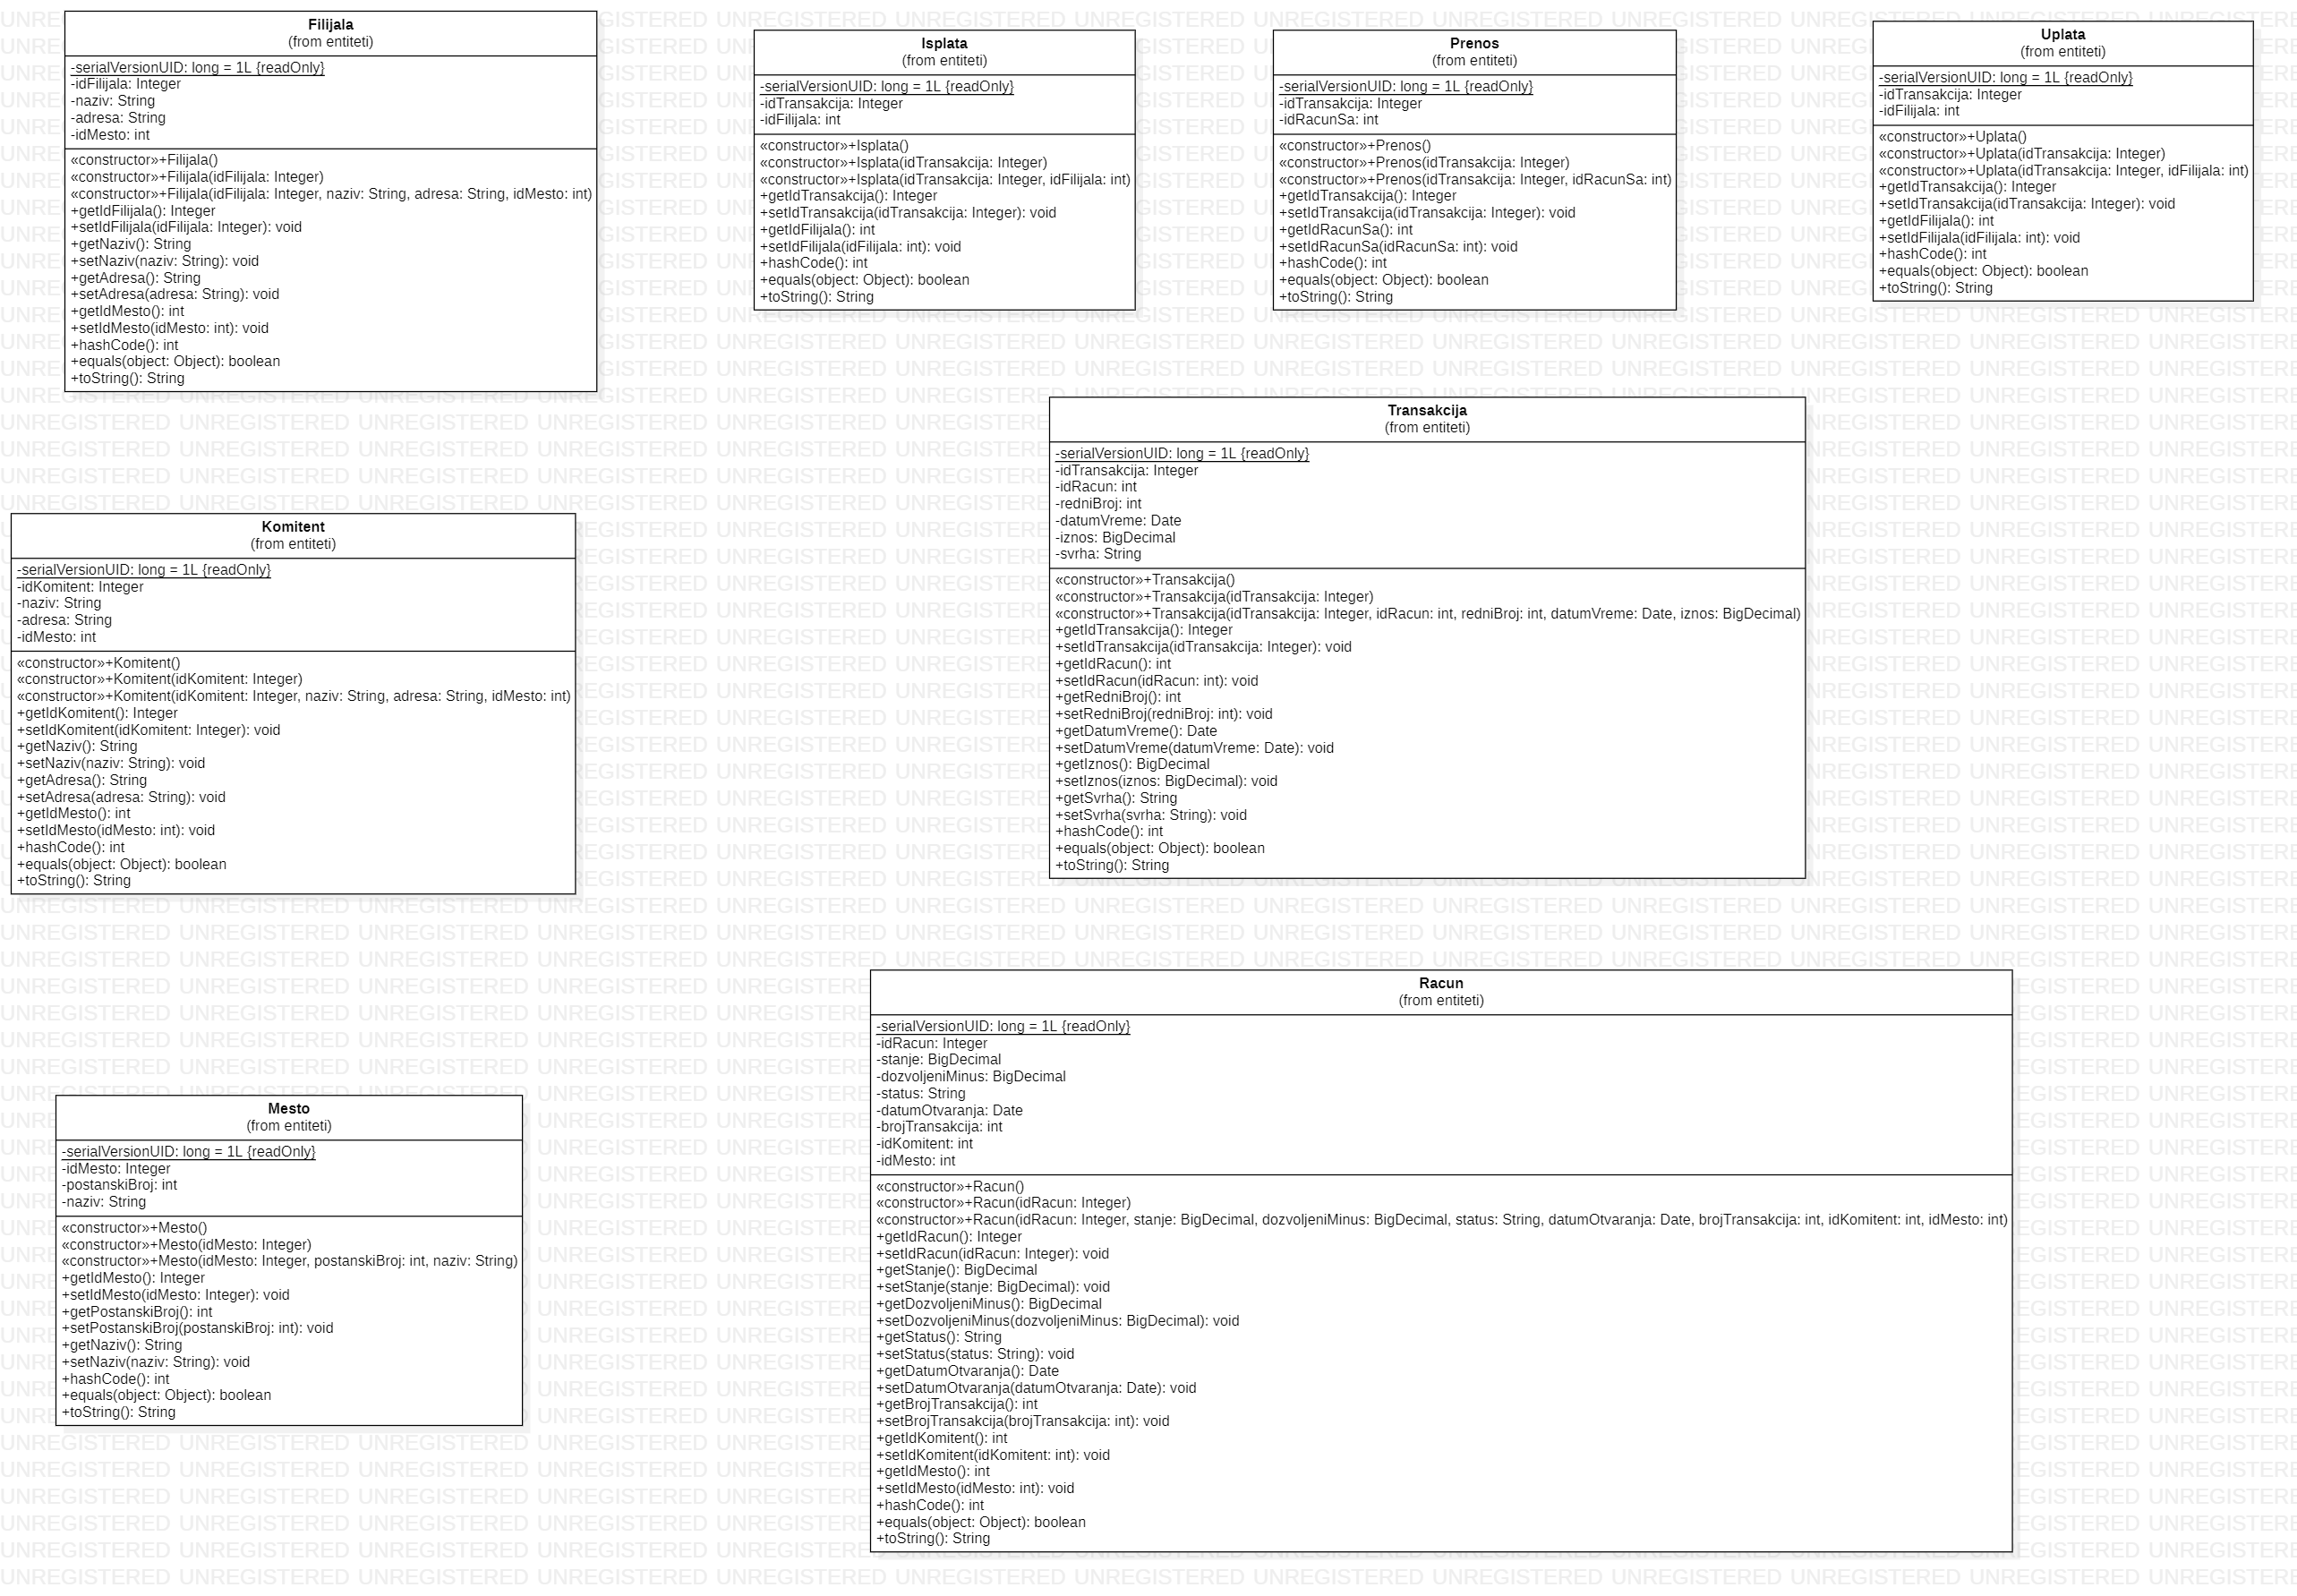 Filijala
(from entiteti)
-serialVersionUID: long = 1L {readOnly}
-idFilijala: Integer
-naziv: String
-adresa: String
-idMesto: int
«constructor»+Filijala()
«constructor»+Filijala(idFilijala: Integer)
«constructor»+Filijala(idFilijala: Integer, naziv: String, adresa: String, idMesto: int)
+getIdFilijala(): Integer
+setIdFilijala(idFilijala: Integer): void
+getNaziv(): String
+setNaziv(naziv: String): void
+getAdresa(): String
+setAdresa(adresa: String): void
+getIdMesto(): int
+setIdMesto(idMesto: int): void
+hashCode(): int
+equals(object: Object): boolean
+toString(): String
Isplata
(from entiteti)
-serialVersionUID: long = 1L {readOnly}
-idTransakcija: Integer
-idFilijala: int
«constructor»+Isplata()
«constructor»+Isplata(idTransakcija: Integer)
«constructor»+Isplata(idTransakcija: Integer, idFilijala: int)
+getIdTransakcija(): Integer
+setIdTransakcija(idTransakcija: Integer): void
+getIdFilijala(): int
+setIdFilijala(idFilijala: int): void
+hashCode(): int
+equals(object: Object): boolean
+toString(): String
Prenos
(from entiteti)
-serialVersionUID: long = 1L {readOnly}
-idTransakcija: Integer
-idRacunSa: int
«constructor»+Prenos()
«constructor»+Prenos(idTransakcija: Integer)
«constructor»+Prenos(idTransakcija: Integer, idRacunSa: int)
+getIdTransakcija(): Integer
+setIdTransakcija(idTransakcija: Integer): void
+getIdRacunSa(): int
+setIdRacunSa(idRacunSa: int): void
+hashCode(): int
+equals(object: Object): boolean
+toString(): String
Uplata
(from entiteti)
-serialVersionUID: long = 1L {readOnly}
-idTransakcija: Integer
-idFilijala: int
«constructor»+Uplata()
«constructor»+Uplata(idTransakcija: Integer)
«constructor»+Uplata(idTransakcija: Integer, idFilijala: int)
+getIdTransakcija(): Integer
+setIdTransakcija(idTransakcija: Integer): void
+getIdFilijala(): int
+setIdFilijala(idFilijala: int): void
+hashCode(): int
+equals(object: Object): boolean
+toString(): String
Transakcija
(from entiteti)
-serialVersionUID: long = 1L {readOnly}
-idTransakcija: Integer
-idRacun: int
-redniBroj: int
-datumVreme: Date
-iznos: BigDecimal
-svrha: String
«constructor»+Transakcija()
«constructor»+Transakcija(idTransakcija: Integer)
«constructor»+Transakcija(idTransakcija: Integer, idRacun: int, redniBroj: int, datumVreme: Date, iznos: BigDecimal)
+getIdTransakcija(): Integer
+setIdTransakcija(idTransakcija: Integer): void
+getIdRacun(): int
+setIdRacun(idRacun: int): void
+getRedniBroj(): int
+setRedniBroj(redniBroj: int): void
+getDatumVreme(): Date
+setDatumVreme(datumVreme: Date): void
+getIznos(): BigDecimal
+setIznos(iznos: BigDecimal): void
+getSvrha(): String
+setSvrha(svrha: String): void
+hashCode(): int
+equals(object: Object): boolean
+toString(): String
Komitent
(from entiteti)
-serialVersionUID: long = 1L {readOnly}
-idKomitent: Integer
-naziv: String
-adresa: String
-idMesto: int
«constructor»+Komitent()
«constructor»+Komitent(idKomitent: Integer)
«constructor»+Komitent(idKomitent: Integer, naziv: String, adresa: String, idMesto: int)
+getIdKomitent(): Integer
+setIdKomitent(idKomitent: Integer): void
+getNaziv(): String
+setNaziv(naziv: String): void
+getAdresa(): String
+setAdresa(adresa: String): void
+getIdMesto(): int
+setIdMesto(idMesto: int): void
+hashCode(): int
+equals(object: Object): boolean
+toString(): String
Racun
(from entiteti)
-serialVersionUID: long = 1L {readOnly}
-idRacun: Integer
-stanje: BigDecimal
-dozvoljeniMinus: BigDecimal
-status: String
-datumOtvaranja: Date
-brojTransakcija: int
-idKomitent: int
-idMesto: int
«constructor»+Racun()
«constructor»+Racun(idRacun: Integer)
«constructor»+Racun(idRacun: Integer, stanje: BigDecimal, dozvoljeniMinus: BigDecimal, status: String, datumOtvaranja: Date, brojTransakcija: int, idKomitent: int, idMesto: int)
+getIdRacun(): Integer
+setIdRacun(idRacun: Integer): void
+getStanje(): BigDecimal
+setStanje(stanje: BigDecimal): void
+getDozvoljeniMinus(): BigDecimal
+setDozvoljeniMinus(dozvoljeniMinus: BigDecimal): void
+getStatus(): String
+setStatus(status: String): void
+getDatumOtvaranja(): Date
+setDatumOtvaranja(datumOtvaranja: Date): void
+getBrojTransakcija(): int
+setBrojTransakcija(brojTransakcija: int): void
+getIdKomitent(): int
+setIdKomitent(idKomitent: int): void
+getIdMesto(): int
+setIdMesto(idMesto: int): void
+hashCode(): int
+equals(object: Object): boolean
+toString(): String
Mesto
(from entiteti)
-serialVersionUID: long = 1L {readOnly}
-idMesto: Integer
-postanskiBroj: int
-naziv: String
«constructor»+Mesto()
«constructor»+Mesto(idMesto: Integer)
«constructor»+Mesto(idMesto: Integer, postanskiBroj: int, naziv: String)
+getIdMesto(): Integer
+setIdMesto(idMesto: Integer): void
+getPostanskiBroj(): int
+setPostanskiBroj(postanskiBroj: int): void
+getNaziv(): String
+setNaziv(naziv: String): void
+hashCode(): int
+equals(object: Object): boolean
+toString(): String
UNREGISTERED